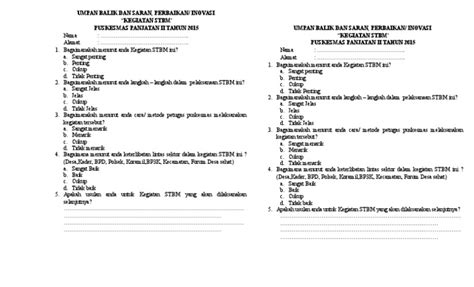 UMPAN BALIK DAN SARAN, PERBAIKAN/ INOVASI
"KEGIATAN STBM"
PUSKESMAS PANJATAN II TAHUN 2015
Nama :
Alamat :
1. Bagaimanakah menurut anda Kegiatan STBM ini?
a. Sangat penting
b. Penting
c. Cukup
d. Tidak Penting
2. Bagaimanakah menurut anda langkah – langkah dalam pelaksanaan STBM ini?
a. Sangat Jelas
b. Jelas
c. Cukup
d. Tidak Jelas
3. Bagaimanakah menurut anda cara/ metode petugas puskesmas melaksanakan
kegiatan tersebut?
a. Sangat menarik
b. Menarik
c. Cukup
d. Tidak menarik
4. Bagaimana menurut anda keterlibatan lintas sektor dalam kegiatan STBM ini ?
(Desa, Kader, BPD, Polsek, Koramil, BPSK, Kecamatan, Forum Desa sehat)
a. Sangat Baik
b. Baik
c. Cukup
d. Tidak baik
5. Apakah usulan anda untuk Kegiatan STBM yang akan dilaksanakan
selanjutnya?
UMPAN BALIK DAN SARAN, PERBAIKAN/ INOVASI
"KEGIATAN STBM"
PUSKESMAS PANJATAN II TAHUN 2015
Nama :
Alamat :
1. Bagaimanakah menurut anda Kegiatan STBM ini?
a. Sangat penting
b. Penting
c. Cukup
d. Tidak Penting
2. Bagaimanakah menurut anda langkah – langkah dalam pelaksanaan STBM ini?
a. Sangat Jelas
b. Jelas
c. Cukup
d. Tidak Jelas
3. Bagaimanakah menurut anda cara/ metode petugas puskesmas melaksanakan
kegiatan tersebut?
a. Sangat menarik
b. Menarik
c. Cukup
d. Tidak menarik
4. Bagaimana menurut anda keterlibatan lintas sektor dalam kegiatan STBM ini ?
(Desa, Kader, BPD, Polsek, Koramil, BPSK, Kecamatan, Forum Desa sehat)
a. Sangat Baik
b. Baik
c. Cukup
d. Tidak baik
5. Apakah usulan anda untuk Kegiatan STBM yang akan dilaksanakan selanjutnya?